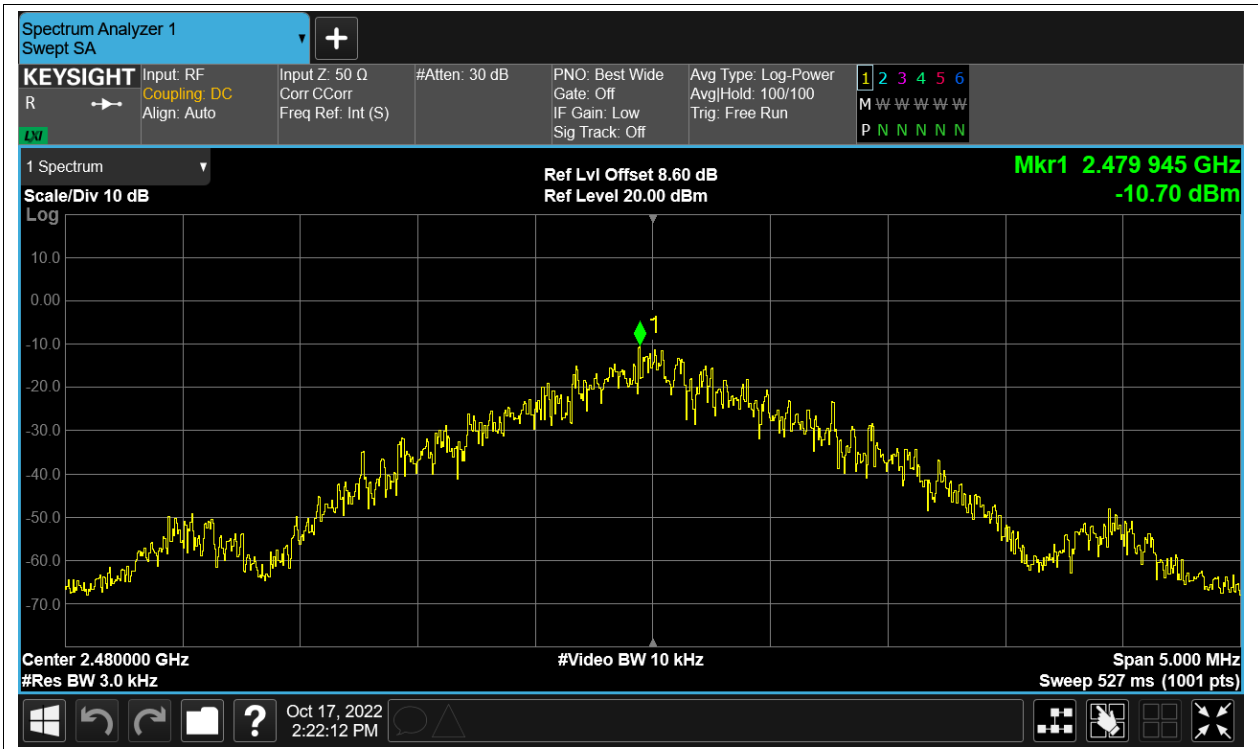 Spectrum Analyzer 1
Swept SA
+
KEYSIGHT
R
LXI
Input: RF
Coupling: DC
Align: Auto
Input Z: 50 Ω
Corr CCorr
Freq Ref: Int (S)
#Atten: 30 dB
PNO: Best Wide
Gate: Off
IF Gain: Low
Sig Track: Off
Avg Type: Log-Power
Avg|Hold: 100/100
Trig: Free Run
1 2 3 4 5 6
M W W W W W
P N N N N N
1 Spectrum
Scale/Div 10 dB
Log
Ref Lvl Offset 8.60 dB
Ref Level 20.00 dBm
Mkr1 2.479 945 GHz
-10.70 dBm
10.0
0.00
-10.0
-20.0
-30.0
-40.0
-50.0
-60.0
-70.0
1
Center 2.480000 GHz
#Res BW 3.0 kHz
#Video BW 10 kHz
Span 5.000 MHz
Sweep 527 ms (1001 pts)
?
Oct 17, 2022
2:22:12 PM